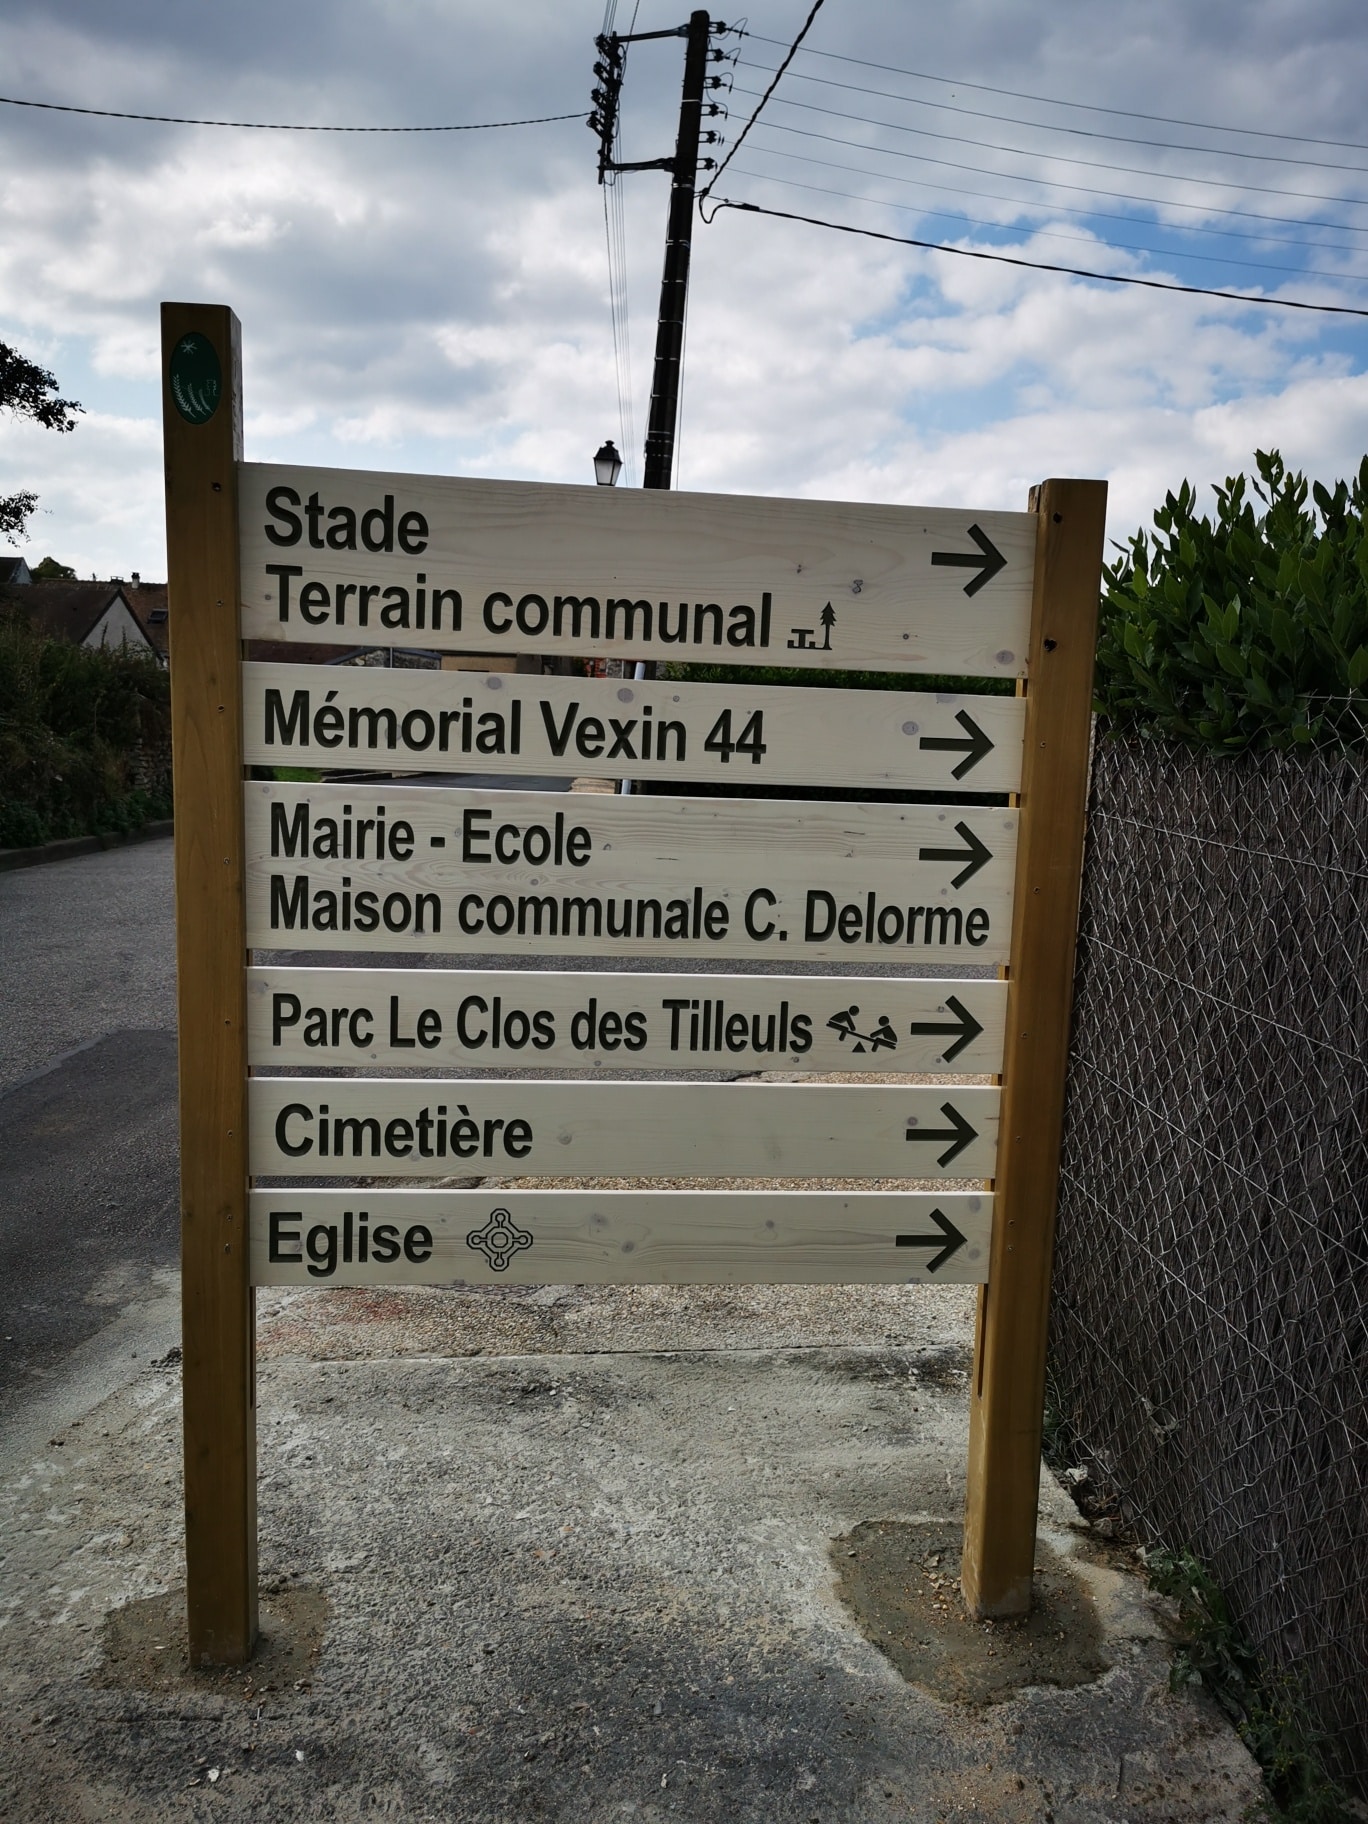 Stade
Terrain communal
Mémorial Vexin 44
Mairie - Ecole
Maison communale C. Delorme
Parc Le Clos des Tilleuls
Cimetière
Eglise